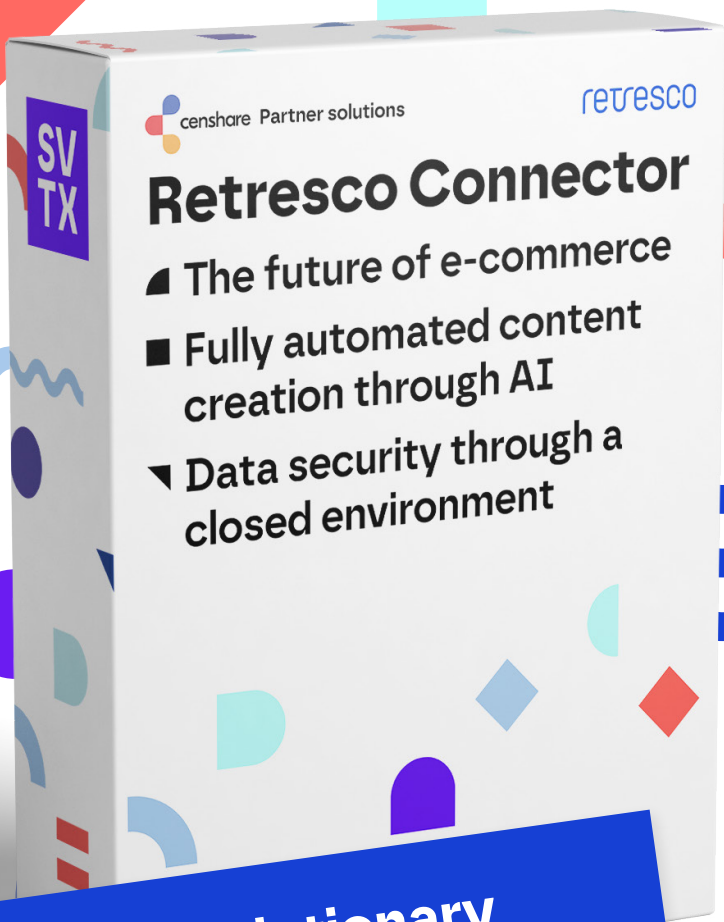 SV
TX
censhare Partner solutions
retresco
Retresco Connector
The future of e-commerce
Fully automated content
creation through AI
Data security through a
closed environment